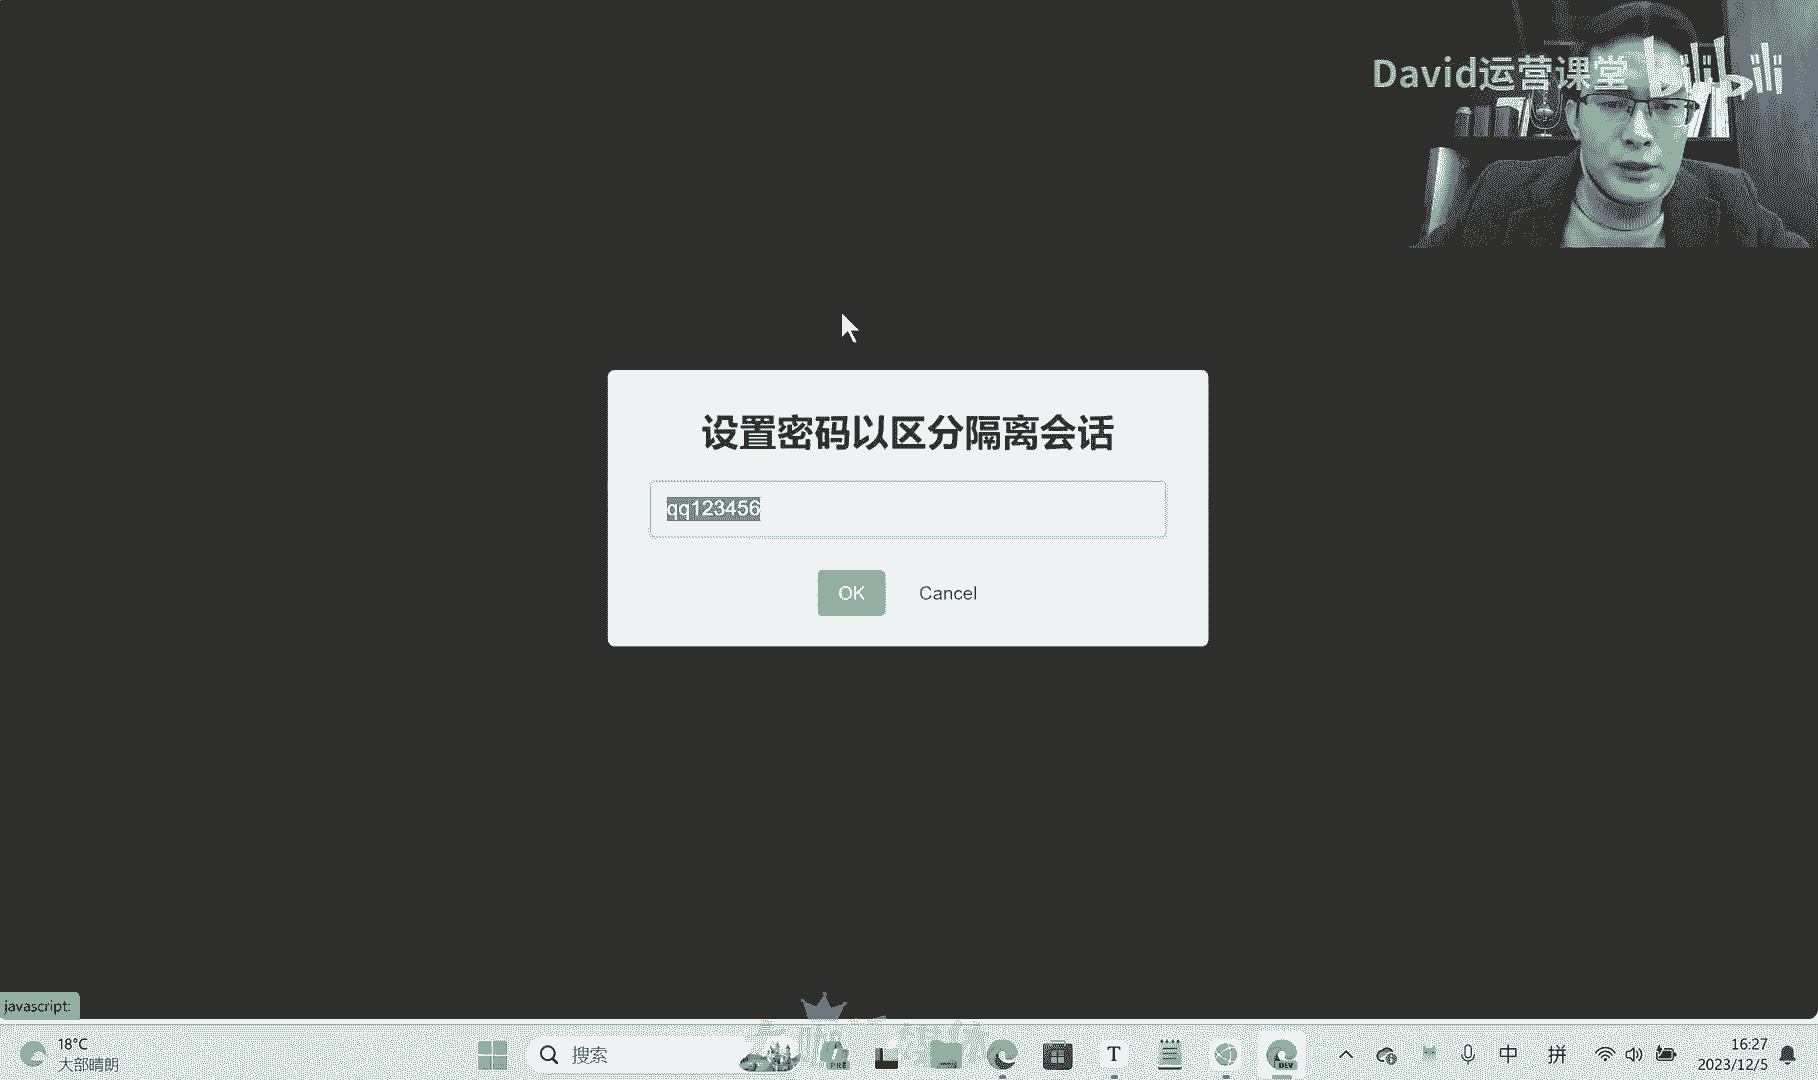 David运营课堂 bilibili
设置密码以区分隔离会话
qq123456
OK
Cancel
javascript:
18°C
大部晴朗
搜索
PRE
T
DEV
中
拼
16:27
2023/12/5